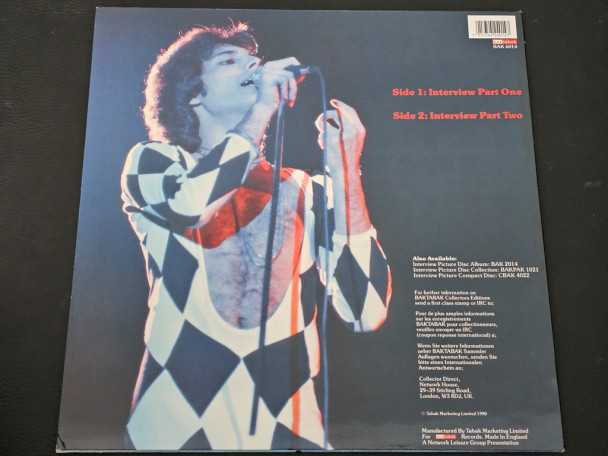 BAKtabak
BAK 6014
Side 1: Interview Part One
Side 2: Interview Part Two
Also Available:
Interview Picture Disc Album: BAK 2014
Interview Picture Disc Collection: BAKPAK 1021
Interview Picture Compact Disc: CBAK 4022
For further information on
BAKTABAK Collectors Editions
send a first class stamp or IRC to;
Pour de plus amples informations
sur les enregistrements
BAKTABAK pour collectionneurs,
veuillez envoyer un IRC
(coupon reponse international) a;
Wenn Sie weitere Informationen
ueber BAKTABAK Sammler
Auflagen wuenschen, senden Sie
bitte einen Internationalen
Antwortschein an:
Collector Direct,
Network House,
29-39 Stirling Road,
London, W3 8DJ, UK.
© Tabak Marketing Limited 1990
Manufactured By Tabak Marketing Limited
For BAKtabak Records. Made In England
A Network Leisure Group Presentation